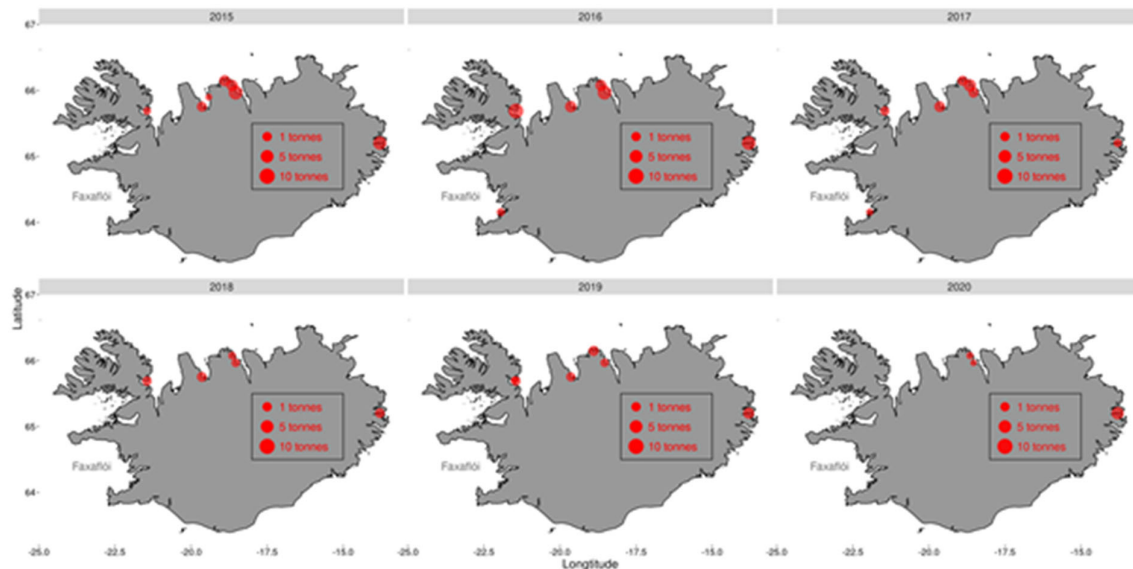 2015
2016
2017
67
66
65
64
1 tonnes
5 tonnes
10 tonnes
Faxaflói
1 tonnes
5 tonnes
10 tonnes
Faxaflói
1 tonnes
5 tonnes
10 tonnes
Faxaflói
Latitude
2018
2019
2020
67
66
65
64
1 tonnes
5 tonnes
10 tonnes
Faxaflói
1 tonnes
5 tonnes
10 tonnes
Faxaflói
1 tonnes
5 tonnes
10 tonnes
Faxaflói
-25.0 -22.5 -20.0 -17.5 -15.0
-25.0 -22.5 -20.0 -17.5 -15.0
-25.0 -22.5 -20.0 -17.5 -15.0
Longtitude